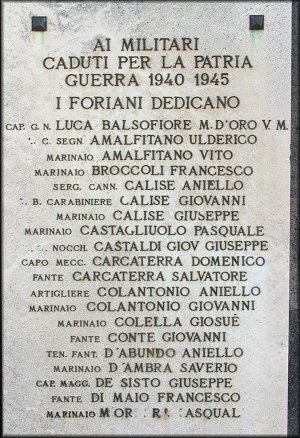 AI MILITARI
CADUTI PER LA PATRIA
GUERRA 1940 1945
I FORIANI DEDICANO
CAP. G. N. LUCA BALSOFIORE M. D'ORO V. M.
C. SEGN. AMALFITANO ULDERICO
MARINAIO AMALFITANO VITO
MARINAIO BROCCOLI FRANCESCO
SERG. CANN. CALISE ANIELLO
B. CARABINIERE CALISE GIOVANNI
MARINAIO CALISE GIUSEPPE
MARINAIO CASTAGLIUOLO PASQUALE
NOCCH. CASTALDI GIOV GIUSEPPE
CAPO MECC. CARCATERRA DOMENICO
FANTE CARCATERRA SALVATORE
ARTIGLIERE COLANTONIO ANIELLO
MARINAIO COLANTONIO GIOVANNI
MARINAIO COLELLA GIOSUÉ
FANTE CONTE GIOVANNI
TEN. FANT. D'ABUNDO ANIELLO
MARINAIO D'AMBRA SAVERIO
CAP. MAGG. DE SISTO GIUSEPPE
FANTE DI MAIO FRANCESCO
MARINAIO